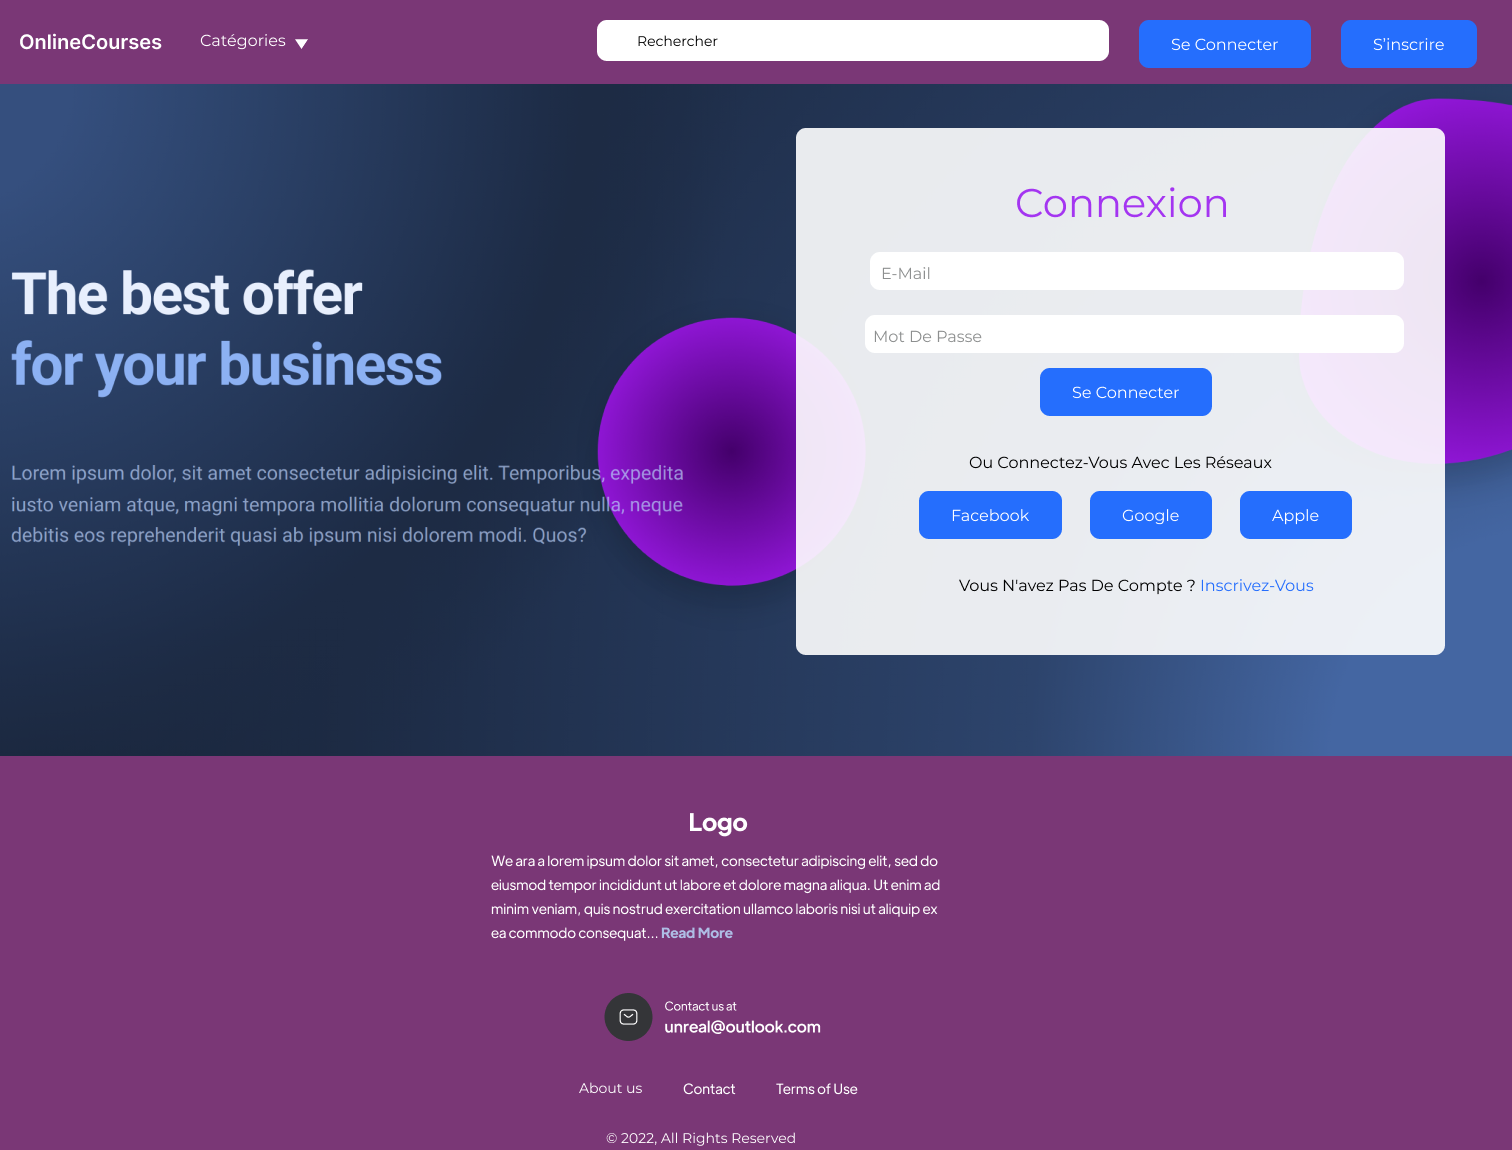 OnlineCourses
Catégories
Rechercher
Se Connecter
S'inscrire
The best offer
for your business
Lorem ipsum dolor, sit amet consectetur adipisicing elit. Temporibus, expedita
iusto veniam atque, magni tempora mollitia dolorum consequatur nulla, neque
debitis eos reprehenderit quasi ab ipsum nisi dolorem modi. Quos?
Connexion
E-Mail
Mot De Passe
Se Connecter
Ou Connectez-Vous Avec Les Réseaux
Facebook
Google
Apple
Vous N'avez Pas De Compte ? Inscrivez-Vous
Logo
We ara a lorem ipsum dolor sit amet, consectetur adipiscing elit, sed do
eiusmod tempor incididunt ut labore et dolore magna aliqua. Ut enim ad
minim veniam, quis nostrud exercitation ullamco laboris nisi ut aliquip ex
ea commodo consequat... Read More
Contact us at
unreal@outlook.com
About us
Contact
Terms of Use
© 2022, All Rights Reserved